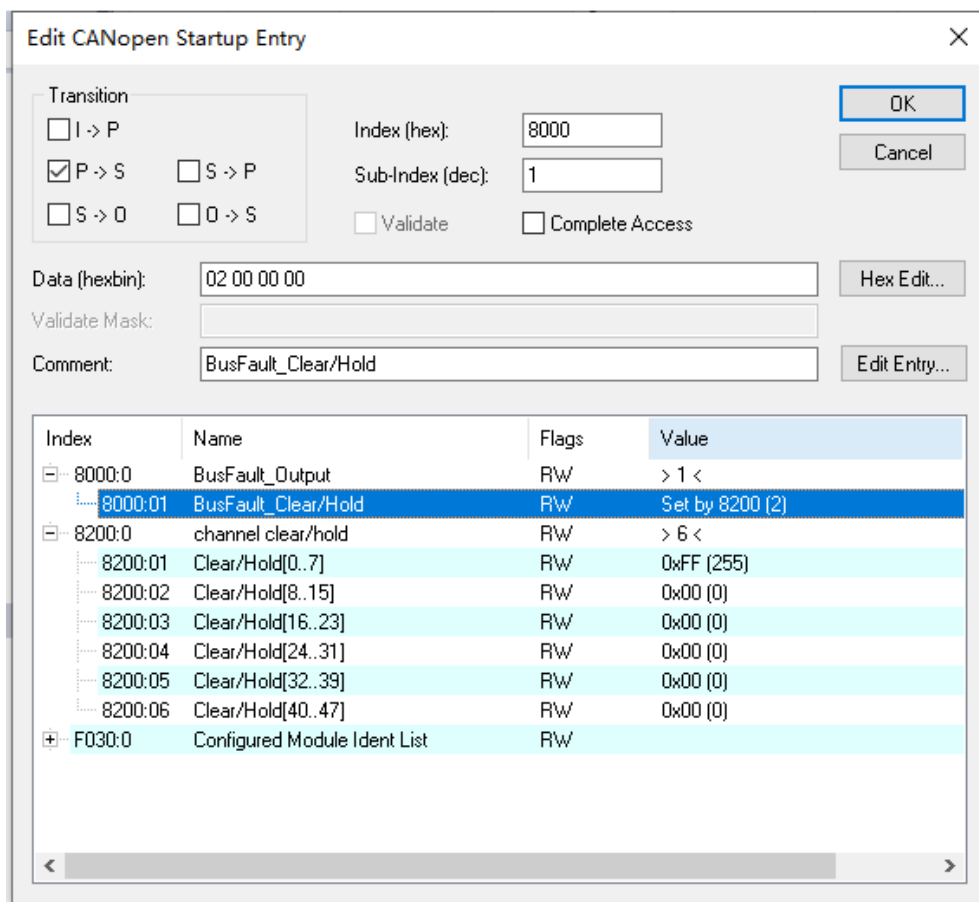 Edit CANopen Startup Entry
Transition
I -> P
P -> S
S -> P
S -> O
O -> S
Index (hex):
8000
Sub-Index (dec):
1
Validate
Complete Access
OK
Cancel
Data (hexbin):
02 00 00 00
Hex Edit...
Validate Mask:
Comment:
BusFault_Clear/Hold
Edit Entry...
Index Name Flags Value
8000:0 BusFault_Output RW > 1 <
8000:01 BusFault_Clear/Hold RW Set by 8200 (2)
8200:0 channel clear/hold RW > 6 <
8200:01 Clear/Hold[0..7] RW 0xFF (255)
8200:02 Clear/Hold[8..15] RW 0x00 (0)
8200:03 Clear/Hold[16..23] RW 0x00 (0)
8200:04 Clear/Hold[24..31] RW 0x00 (0)
8200:05 Clear/Hold[32..39] RW 0x00 (0)
8200:06 Clear/Hold[40..47] RW 0x00 (0)
F030:0 Configured Module Ident List RW